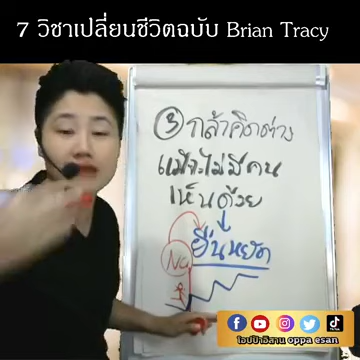 7 วิชาเปลี่ยนชีวิตฉบับ Brian Tracy
③ กล้าคิดต่าง
แม้จะไม่มีคน
เห็นด้วย
ยืนหยัด
No
TikTok
โอปป้าอีสาน oppa esan